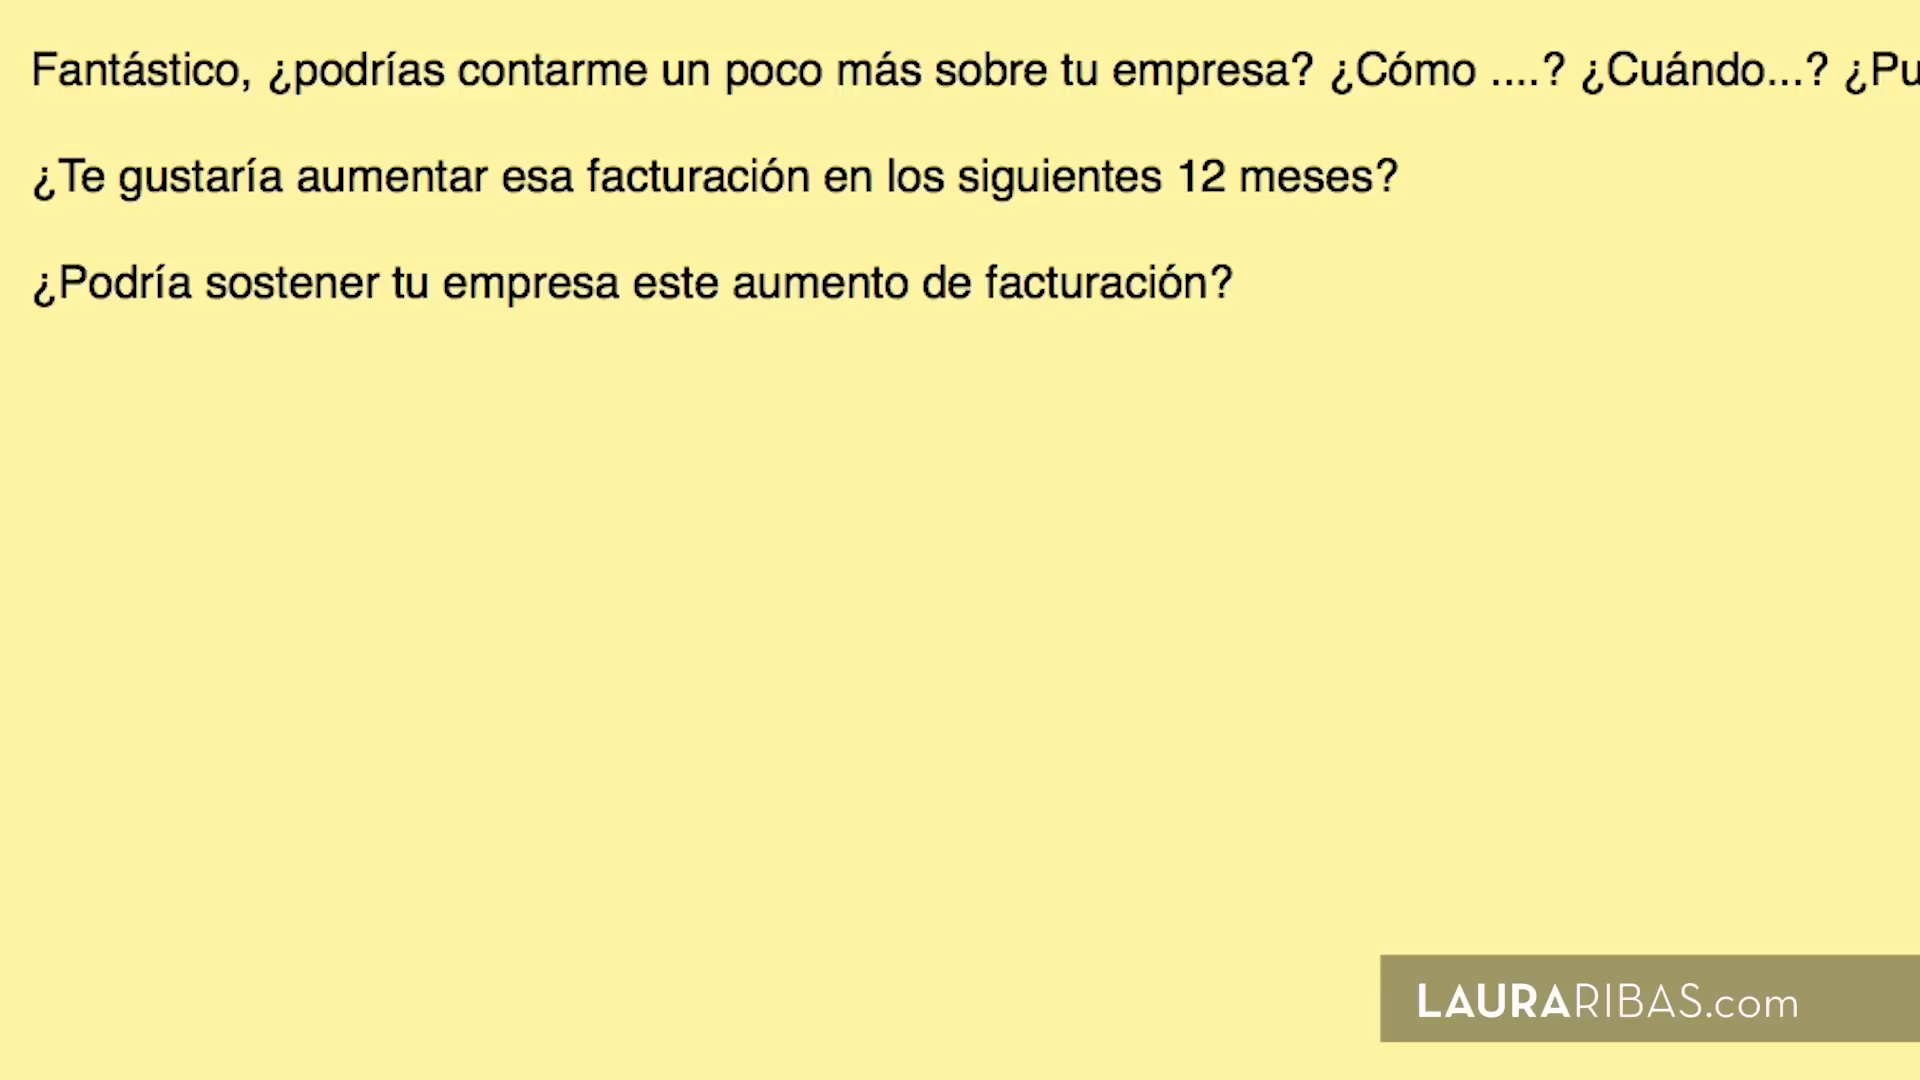 Fantástico, ¿podrías contarme un poco más sobre tu empresa? ¿Cómo ....? ¿Cuándo...? ¿Pu
¿Te gustaría aumentar esa facturación en los siguientes 12 meses?
¿Podría sostener tu empresa este aumento de facturación?
LAURARIBAS.com